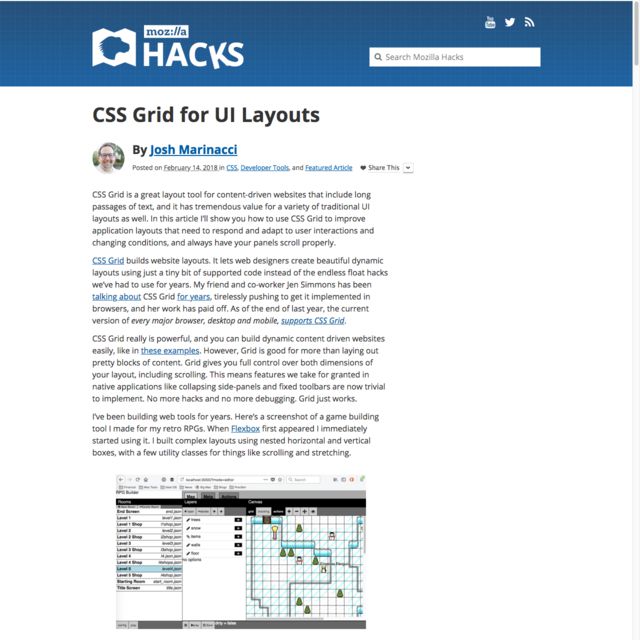 moz://a
HACKS
You
Tube
Search Mozilla Hacks
CSS Grid for UI Layouts
By Josh Marinacci
Posted on February 14, 2018 in CSS, Developer Tools, and Featured Article
Share This
CSS Grid is a great layout tool for content-driven websites that include long
passages of text, and it has tremendous value for a variety of traditional UI
layouts as well. In this article I'll show you how to use CSS Grid to improve
application layouts that need to respond and adapt to user interactions and
changing conditions, and always have your panels scroll properly.
CSS Grid builds website layouts. It lets web designers create beautiful dynamic
layouts using just a tiny bit of supported code instead of the endless float hacks
we've had to use for years. My friend and co-worker Jen Simmons has been
talking about CSS Grid for years, tirelessly pushing to get it implemented in
browsers, and her work has paid off. As of the end of last year, the current
version of every major browser, desktop and mobile, supports CSS Grid.
CSS Grid really is powerful, and you can build dynamic content driven websites
easily, like in these examples. However, Grid is good for more than laying out
pretty blocks of content. Grid gives you full control over both dimensions of
your layout, including scrolling. This means features we take for granted in
native applications like collapsing side-panels and fixed toolbars are now trivial
to implement. No more hacks and no more debugging. Grid just works.
I've been building web tools for years. Here's a screenshot of a game building
tool I made for my retro RPGs. When Flexbox first appeared I immediately
started using it. I built complex layouts using nested horizontal and vertical
boxes, with a few utility classes for things like scrolling and stretching.
Search
RPG Builder
Map
Actions
Rooms
Layers
Canvas
End Screen end.json
Level 1 level1.json
Level 1 Shop
Level 2
Level 2 Shop
Level 3
Level 3 Shop
Level 4
Level 4 Shop
Level 5
Level 5 Shop
Starting Room start_room.json
Title Screen title.json
trees
snow
items
walls
floor
no options